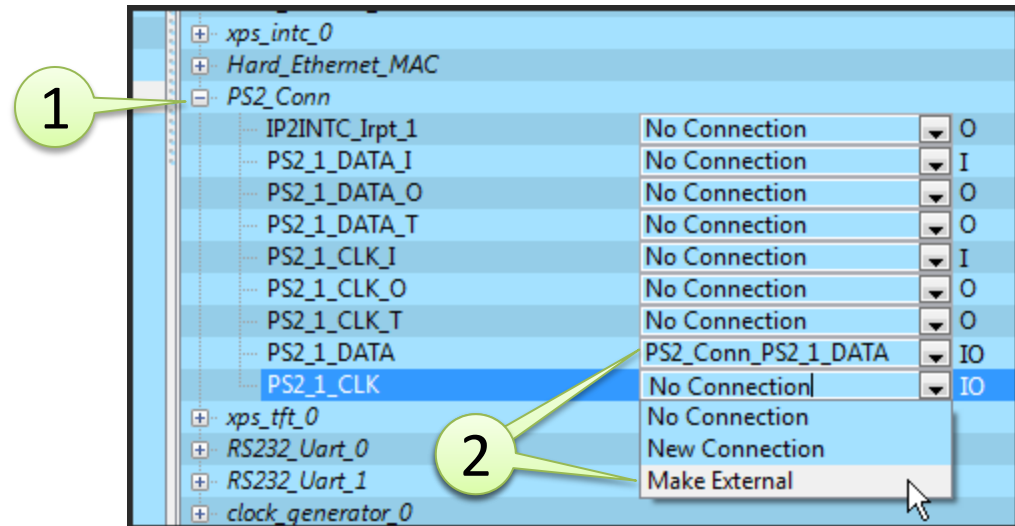 xps_intc_0
Hard_Ethernet_MAC
1
PS2_Conn
IP2INTC_Irpt_1 No Connection O
PS2_1_DATA_I No Connection I
PS2_1_DATA_O No Connection O
PS2_1_DATA_T No Connection O
PS2_1_CLK_I No Connection I
PS2_1_CLK_O No Connection O
PS2_1_CLK_T No Connection O
PS2_1_DATA PS2_Conn_PS2_1_DATA IO
PS2_1_CLK No Connection IO
xps_tft_0 No Connection
2
RS232_Uart_0 New Connection
RS232_Uart_1 Make External
clock_generator_0